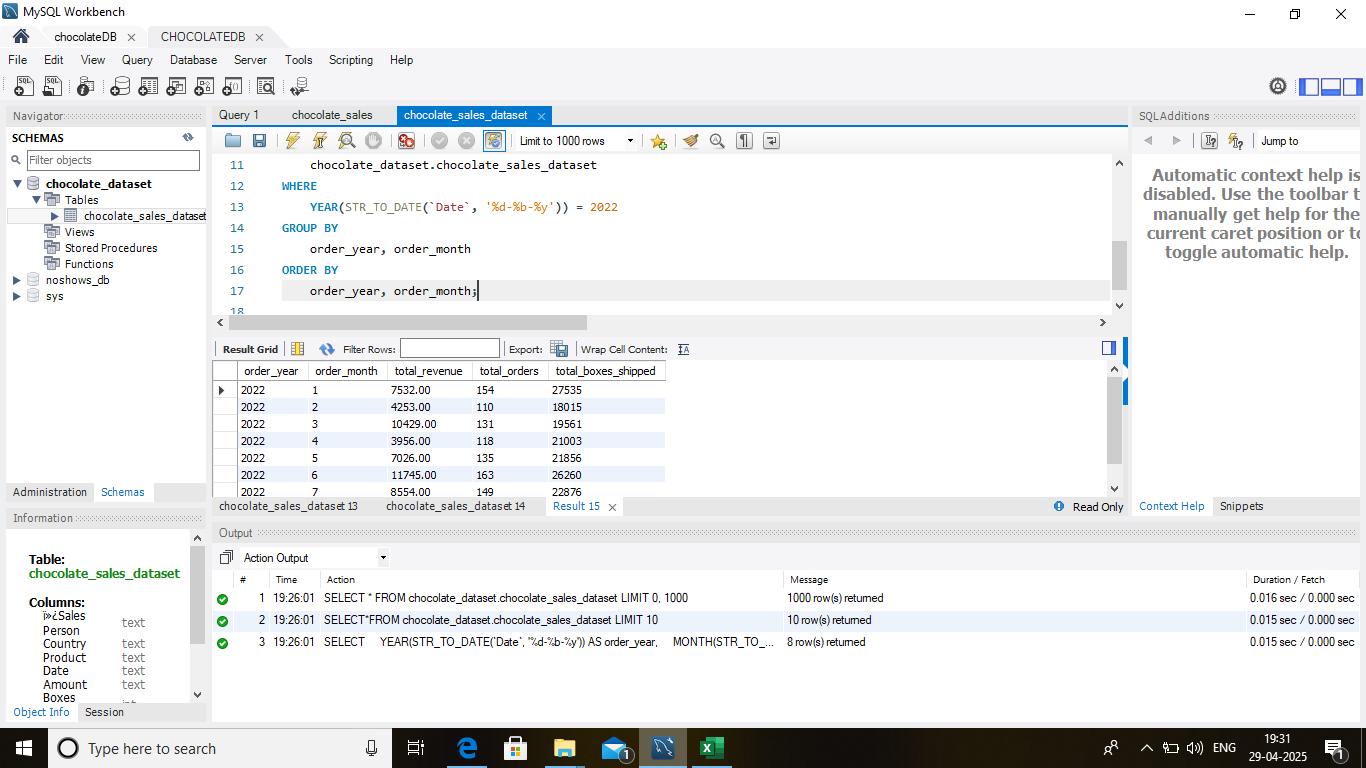 MySQL Workbench
chocolateDB
CHOCOLATEDB
File Edit View Query Database Server Tools Scripting Help
Navigator
SCHEMAS
Filter objects
chocolate_dataset
Tables
chocolate_sales_dataset
Views
Stored Procedures
Functions
noshows_db
sys
Administration Schemas
Information
Table:
chocolate_sales_dataset
Columns:
ï»¿Sales
Person text
Country text
Product text
Date text
Amount text
Boxes int
Object Info Session
Query 1 chocolate_sales chocolate_sales_dataset
Limit to 1000 rows
11 chocolate_dataset.chocolate_sales_dataset
12 WHERE
13 YEAR(STR_TO_DATE(`Date`, '%d-%b-%y')) = 2022
14 GROUP BY
15 order_year, order_month
16 ORDER BY
17 order_year, order_month;
18
Result Grid Filter Rows: Export: Wrap Cell Content:
order_year order_month total_revenue total_orders total_boxes_shipped
2022 1 7532.00 154 27535
2022 2 4253.00 110 18015
2022 3 10429.00 131 19561
2022 4 3956.00 118 21003
2022 5 7026.00 135 21856
2022 6 11745.00 163 26260
2022 7 8554.00 149 22876
chocolate_sales_dataset 13 chocolate_sales_dataset 14 Result 15 Read Only
Output
Action Output
# Time Action Message Duration / Fetch
1 19:26:01 SELECT * FROM chocolate_dataset.chocolate_sales_dataset LIMIT 0, 1000 1000 row(s) returned 0.016 sec / 0.000 sec
2 19:26:01 SELECT*FROM chocolate_dataset.chocolate_sales_dataset LIMIT 10 10 row(s) returned 0.015 sec / 0.000 sec
3 19:26:01 SELECT YEAR(STR_TO_DATE(`Date`, '%d-%b-%y')) AS order_year, MONTH(STR_TO_... 8 row(s) returned 0.015 sec / 0.000 sec
SQLAdditions
Jump to
Automatic context help is
disabled. Use the toolbar t
manually get help for the
current caret position or to
toggle automatic help.
Context Help Snippets
Type here to search
1
ENG
19:31
29-04-2025
1